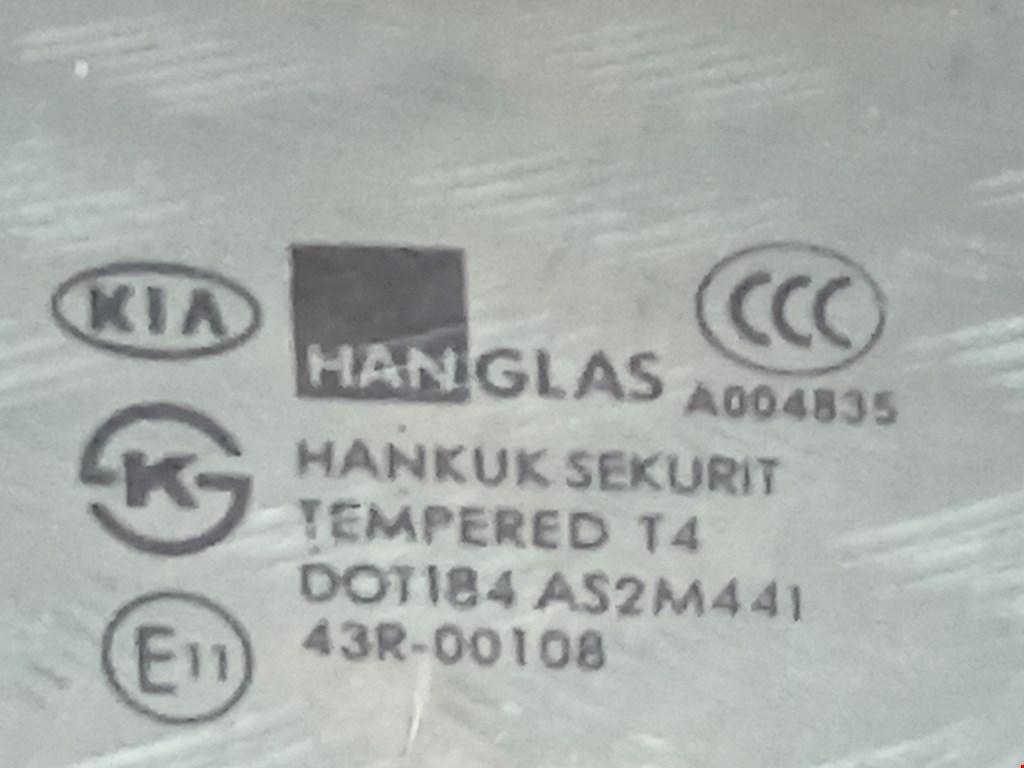 KIA
HANGLAS
CCC
A004835
K
HANKUK SEKURIT
TEMPERED T4
DOT184 AS2M441
E11
43R-00108